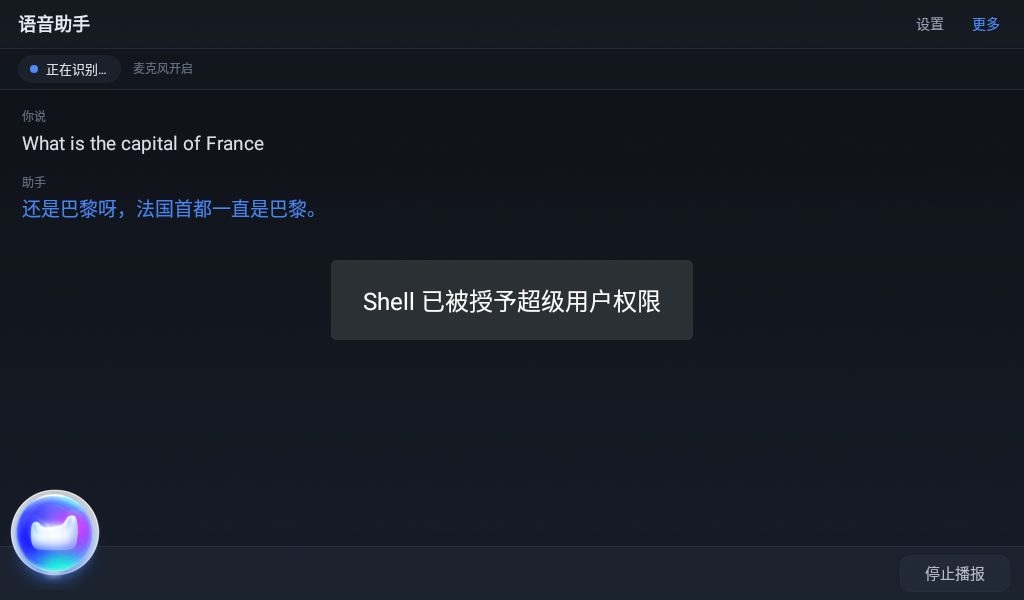 语音助手
设置
更多
正在识别…
麦克风开启
你说
What is the capital of France
助手
还是巴黎呀，法国首都一直是巴黎。
Shell 已被授予超级用户权限
停止播报